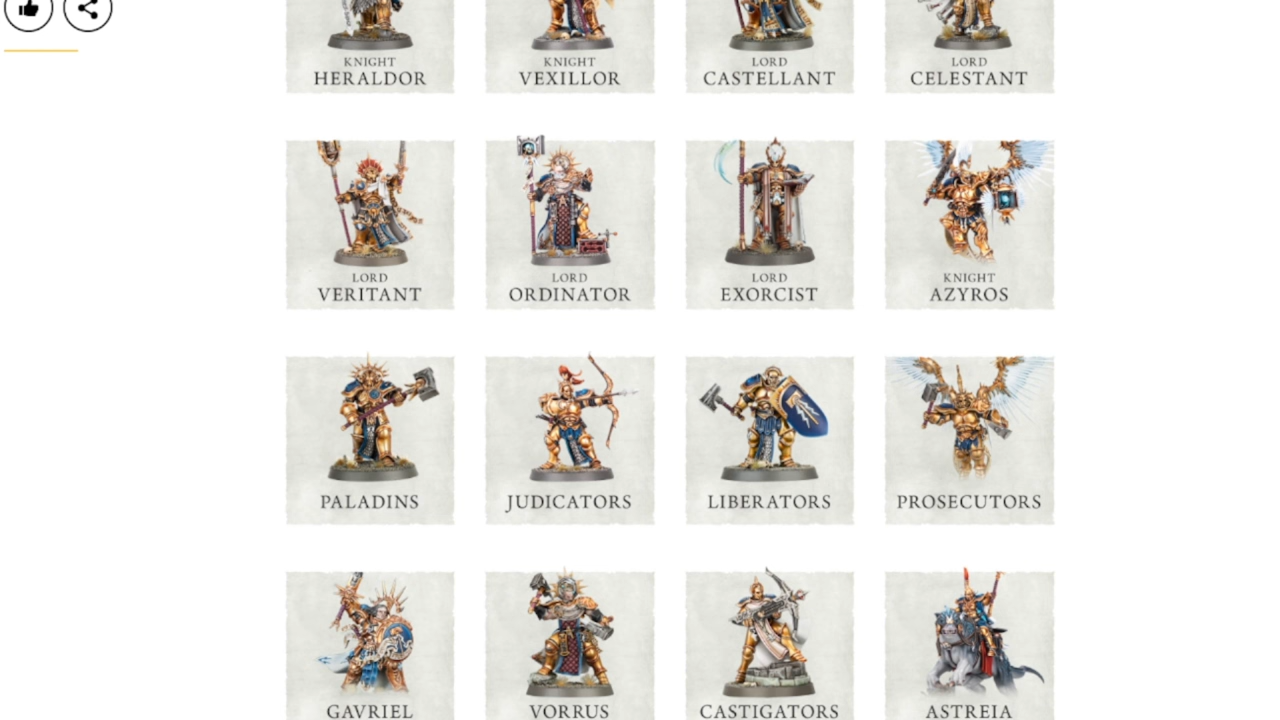 KNIGHT
HERALDOR
KNIGHT
VEXILLOR
LORD
CASTELLANT
LORD
CELESTANT
LORD
VERITANT
LORD
ORDINATOR
LORD
EXORCIST
KNIGHT
AZYROS
PALADINS
JUDICATORS
LIBERATORS
PROSECUTORS
GAVRIEL
VORRUS
CASTIGATORS
ASTREIA